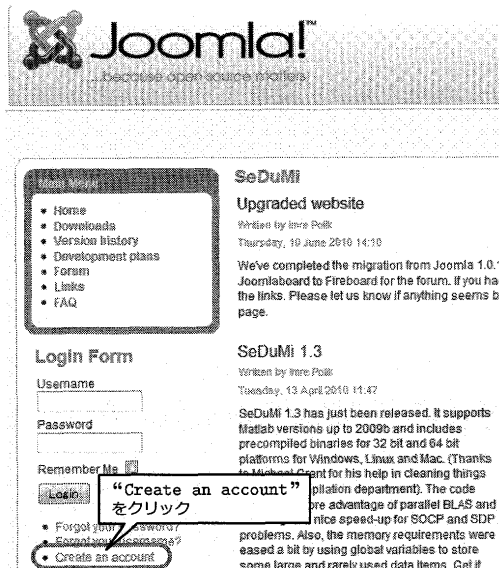 Joomla!™
...because open source matters
Main Menu
Home
Downloads
Version history
Development plans
Forum
Links
FAQ
Login Form
Username
Password
Remember Me
Login
Forgot your password?
Forgot your username?
Create an account
"Create an account"
をクリック
SeDuMi
Upgraded website
Written by Imre Polik
Thursday, 10 June 2010 14:10
We've completed the migration from Joomla 1.0.1
Joomlaboard to Fireboard for the forum. If you ha
the links. Please let us know if anything seems b
page.
SeDuMi 1.3
Written by Imre Polik
Tuesday, 13 April 2010 11:47
SeDuMi 1.3 has just been released. It supports
Matlab versions up to 2009b and includes
precompiled binaries for 32 bit and 64 bit
platforms for Windows, Linux and Mac. (Thanks
to Michael Grant for his help in cleaning things
pilation department). The code
re advantage of parallel BLAS and
nice speed-up for SOCP and SDP
problems. Also, the memory requirements were
eased a bit by using global variables to store
some large and rarely used data items. Get it